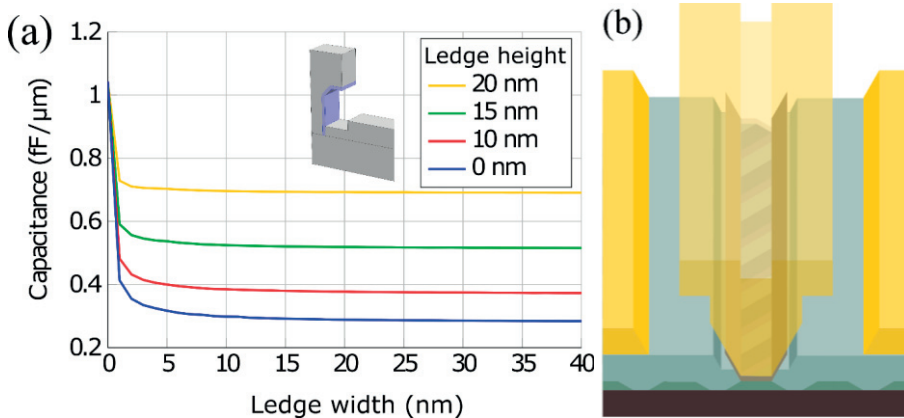 (a)
Capacitance (fF/μm)
1.2
1
0.8
0.6
0.4
0.2
0
5
10
15
20
25
30
35
40
Ledge width (nm)
Ledge height
20 nm
15 nm
10 nm
0 nm
(b)